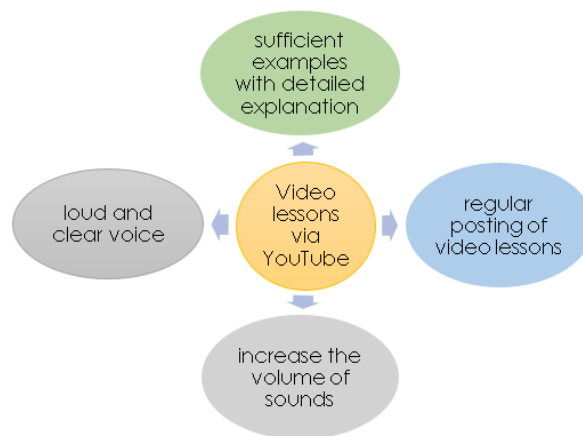 sufficient
examples
with detailed
explanation
loud and
clear voice
Video
lessons
via
YouTube
regular
posting of
video lessons
increase the
volume of
sounds